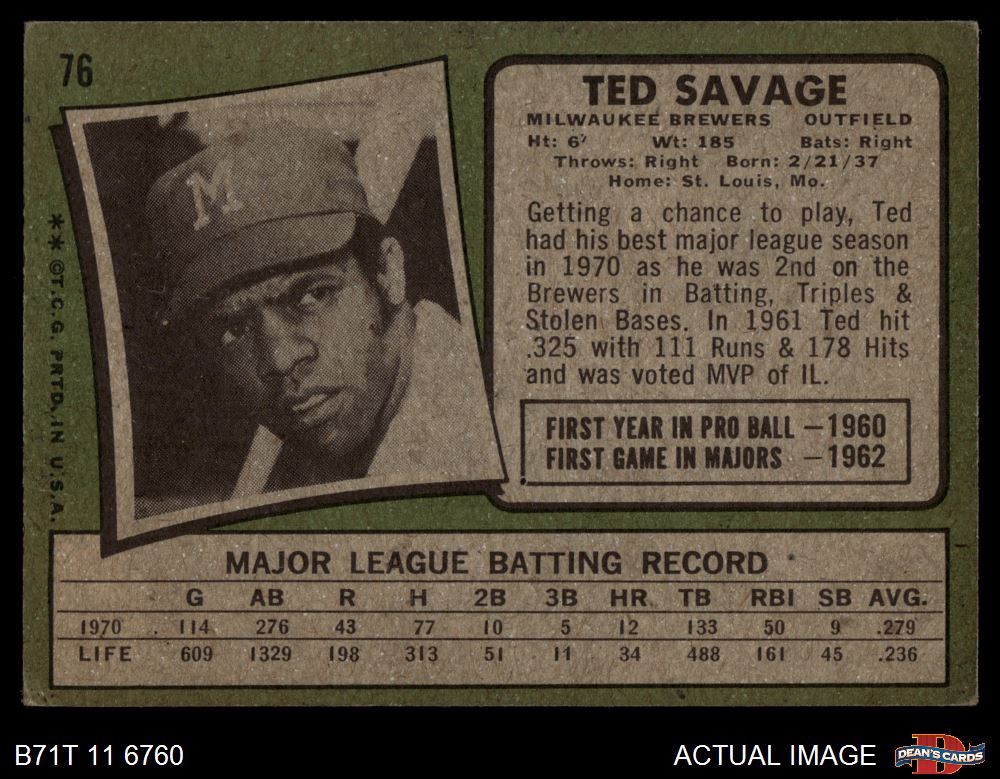 76
M
** ©T.C.G. PRTD. IN U.S.A.
TED SAVAGE
MILWAUKEE BREWERS OUTFIELD
Ht: 6' Wt: 185 Bats: Right
Throws: Right Born: 2/21/37
Home: St. Louis, Mo.
Getting a chance to play, Ted
had his best major league season
in 1970 as he was 2nd on the
Brewers in Batting, Triples &
Stolen Bases. In 1961 Ted hit
.325 with 111 Runs & 178 Hits
and was voted MVP of IL.
FIRST YEAR IN PRO BALL —1960
FIRST GAME IN MAJORS —1962
MAJOR LEAGUE BATTING RECORD
G AB R H 2B 3B HR TB RBI SB AVG.
1970 114 276 43 77 10 5 12 133 50 9 .279
LIFE 609 1329 198 313 51 11 34 488 161 45 .236
B71T 11 6760
ACTUAL IMAGE
D
DEAN'S CARDS